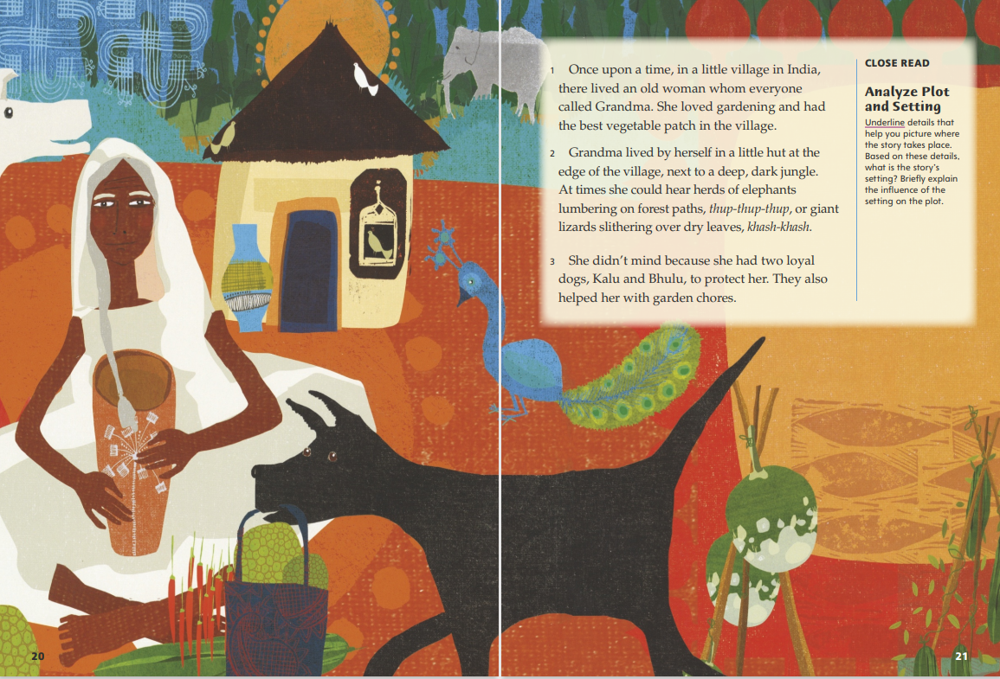 1 Once upon a time, in a little village in India,
there lived an old woman whom everyone
called Grandma. She loved gardening and had
the best vegetable patch in the village.
2 Grandma lived by herself in a little hut at the
edge of the village, next to a deep, dark jungle.
At times she could hear herds of elephants
lumbering on forest paths, thup-thup-thup, or giant
lizards slithering over dry leaves, khash-khash.
3 She didn’t mind because she had two loyal
dogs, Kalu and Bhulu, to protect her. They also
helped her with garden chores.
CLOSE READ
Analyze Plot
and Setting
Underline details that
help you picture where
the story takes place.
Based on these details,
what is the story’s
setting? Briefly explain
the influence of the
setting on the plot.
20
21